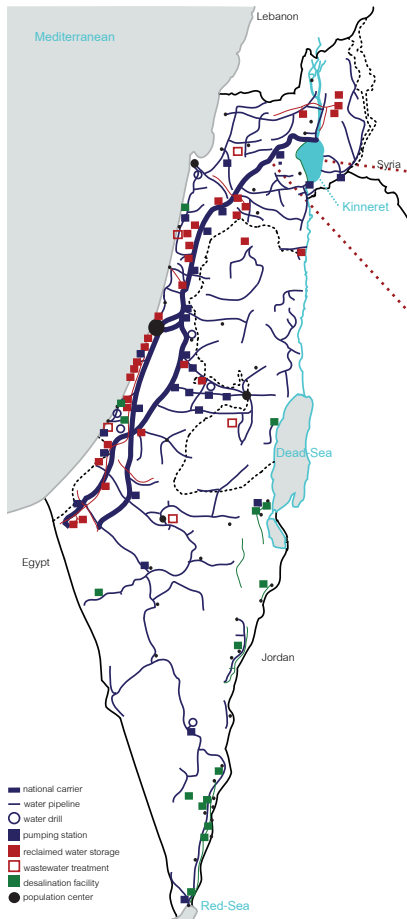 Lebanon
Mediterranean
Syria
Kinneret
Dead-Sea
Egypt
Jordan
national carrier
water pipeline
water drill
pumping station
reclaimed water storage
wastewater treatment
desalination facility
population center
Red-Sea